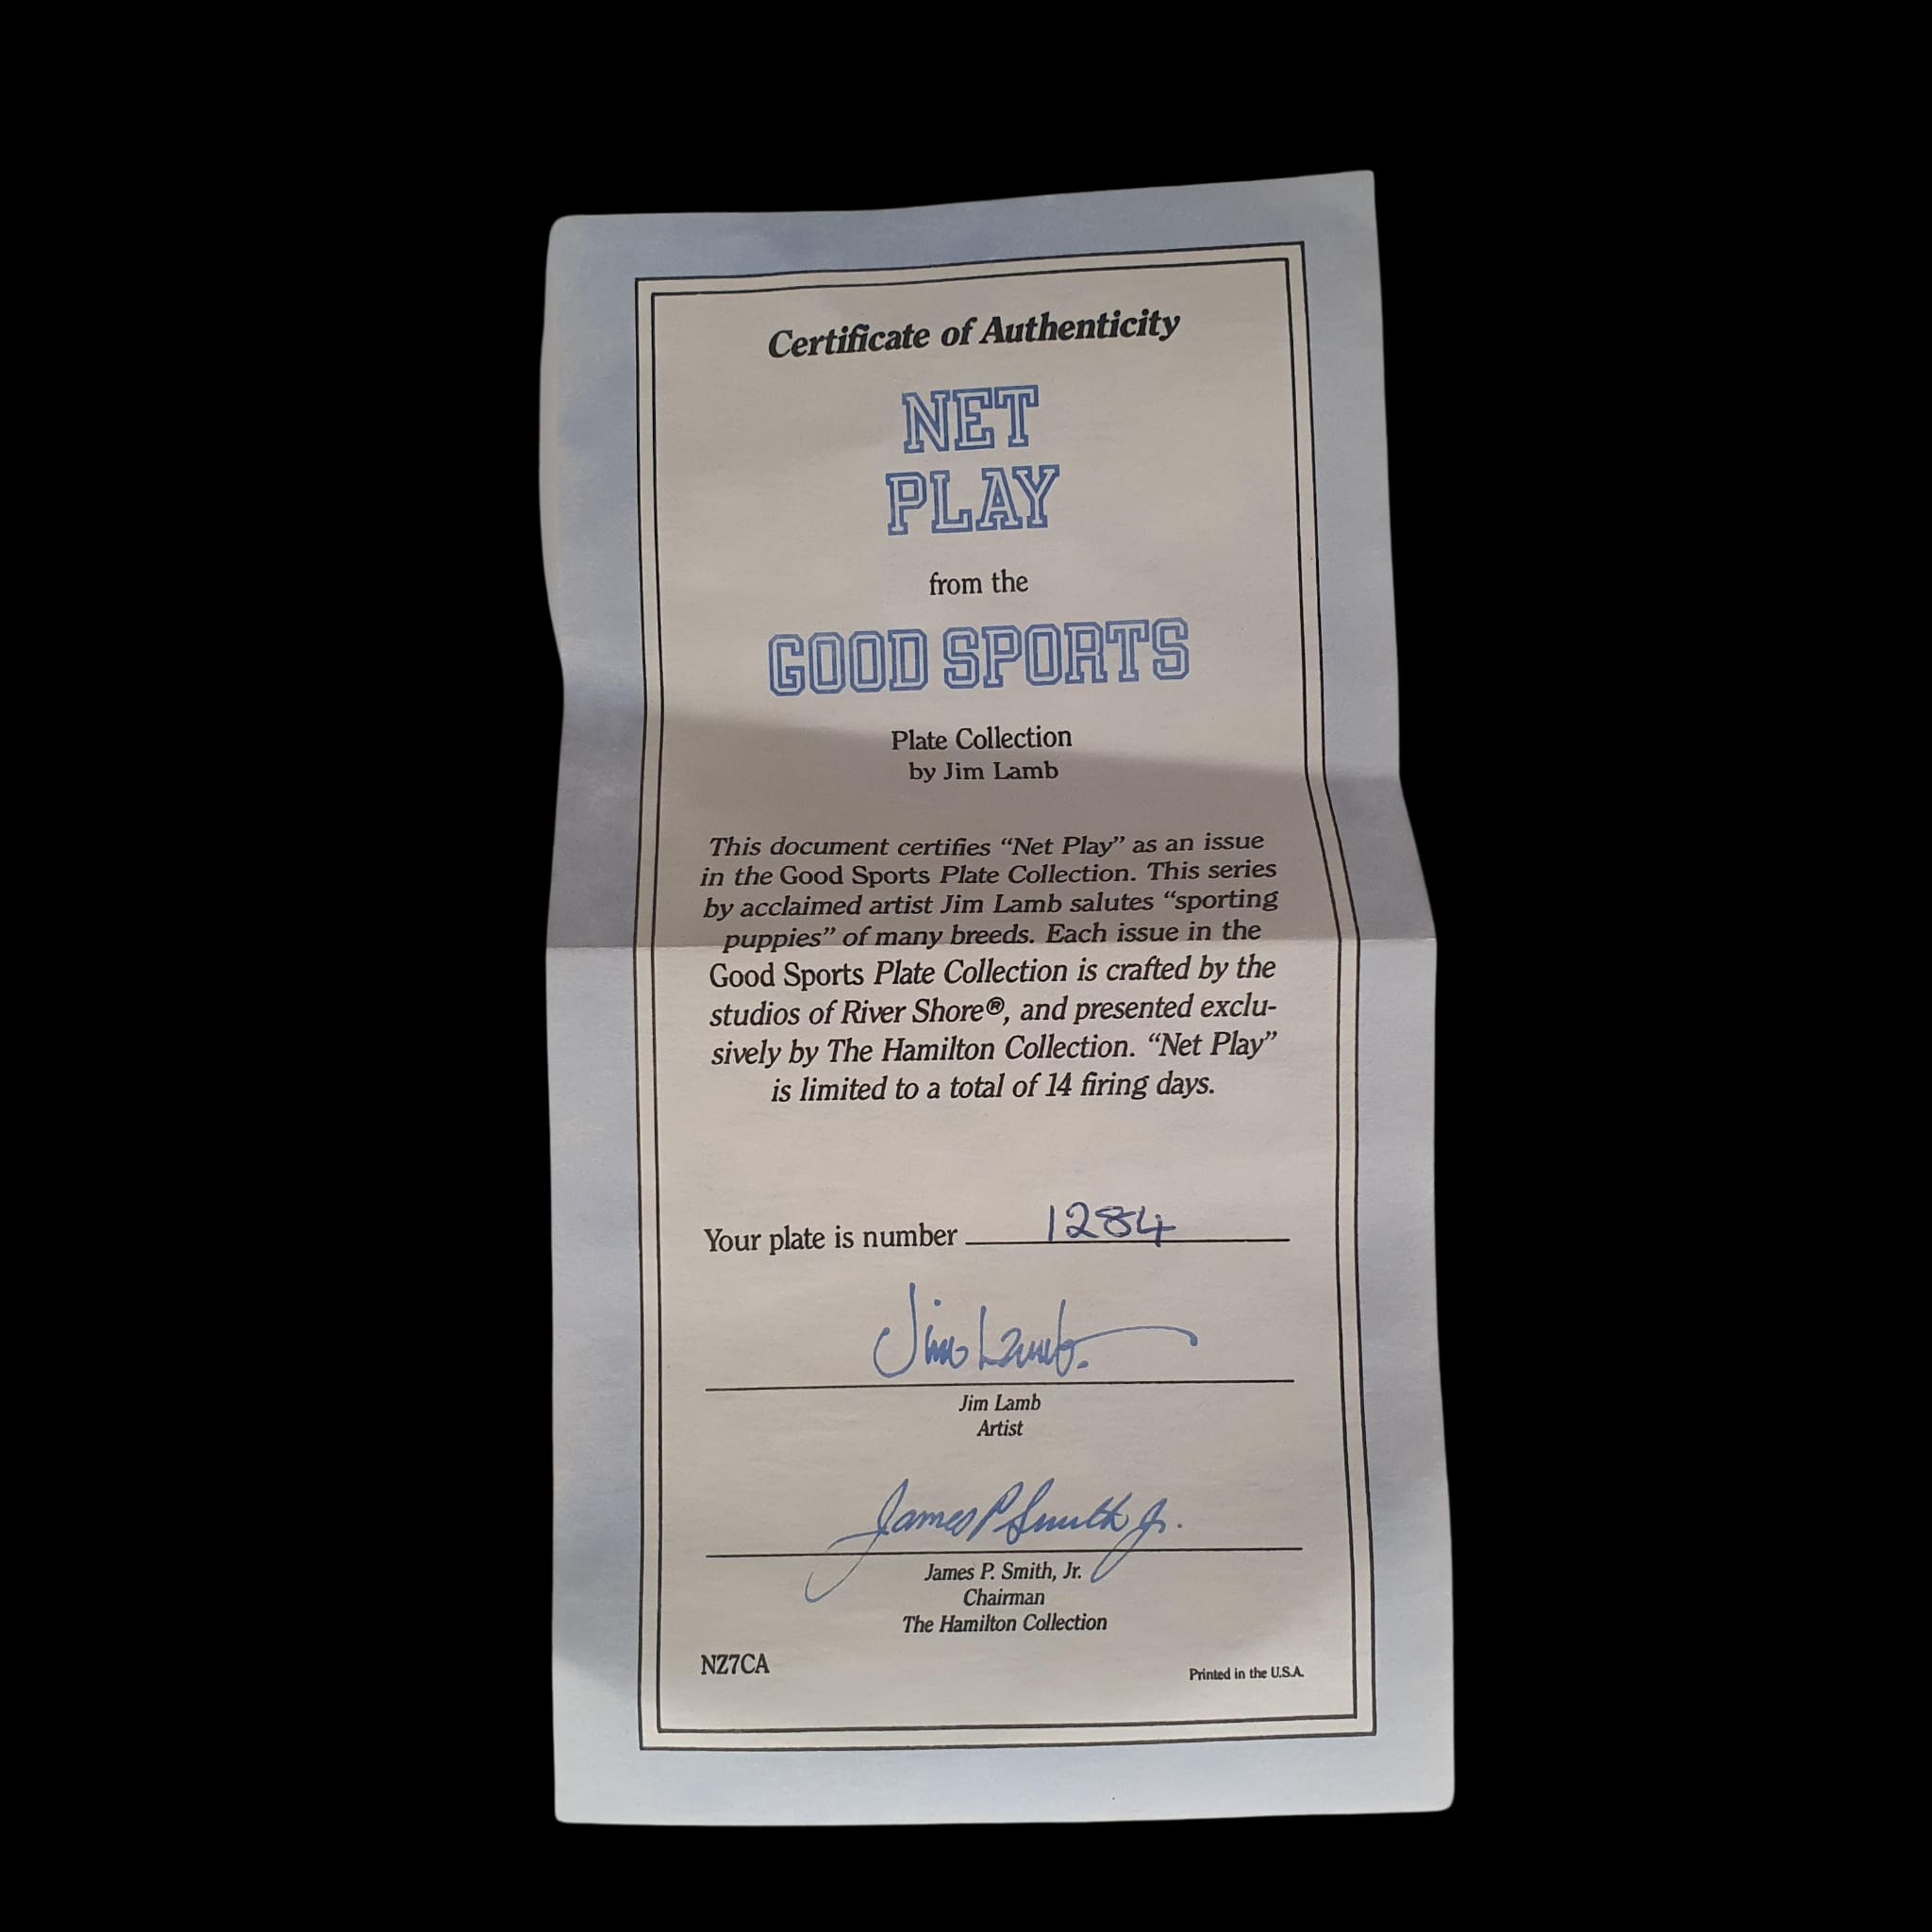 Certificate of Authenticity
NET
PLAY
from the
GOOD SPORTS
Plate Collection
by Jim Lamb
This document certifies “Net Play” as an issue
in the Good Sports Plate Collection. This series
by acclaimed artist Jim Lamb salutes “sporting
puppies” of many breeds. Each issue in the
Good Sports Plate Collection is crafted by the
studios of River Shore®, and presented exclu-
sively by The Hamilton Collection. “Net Play”
is limited to a total of 14 firing days.
Your plate is number 1284
Jim Lamb.
Jim Lamb
Artist
James P Smith Jr.
James P. Smith, Jr.
Chairman
The Hamilton Collection
NZ7CA
Printed in the U.S.A.